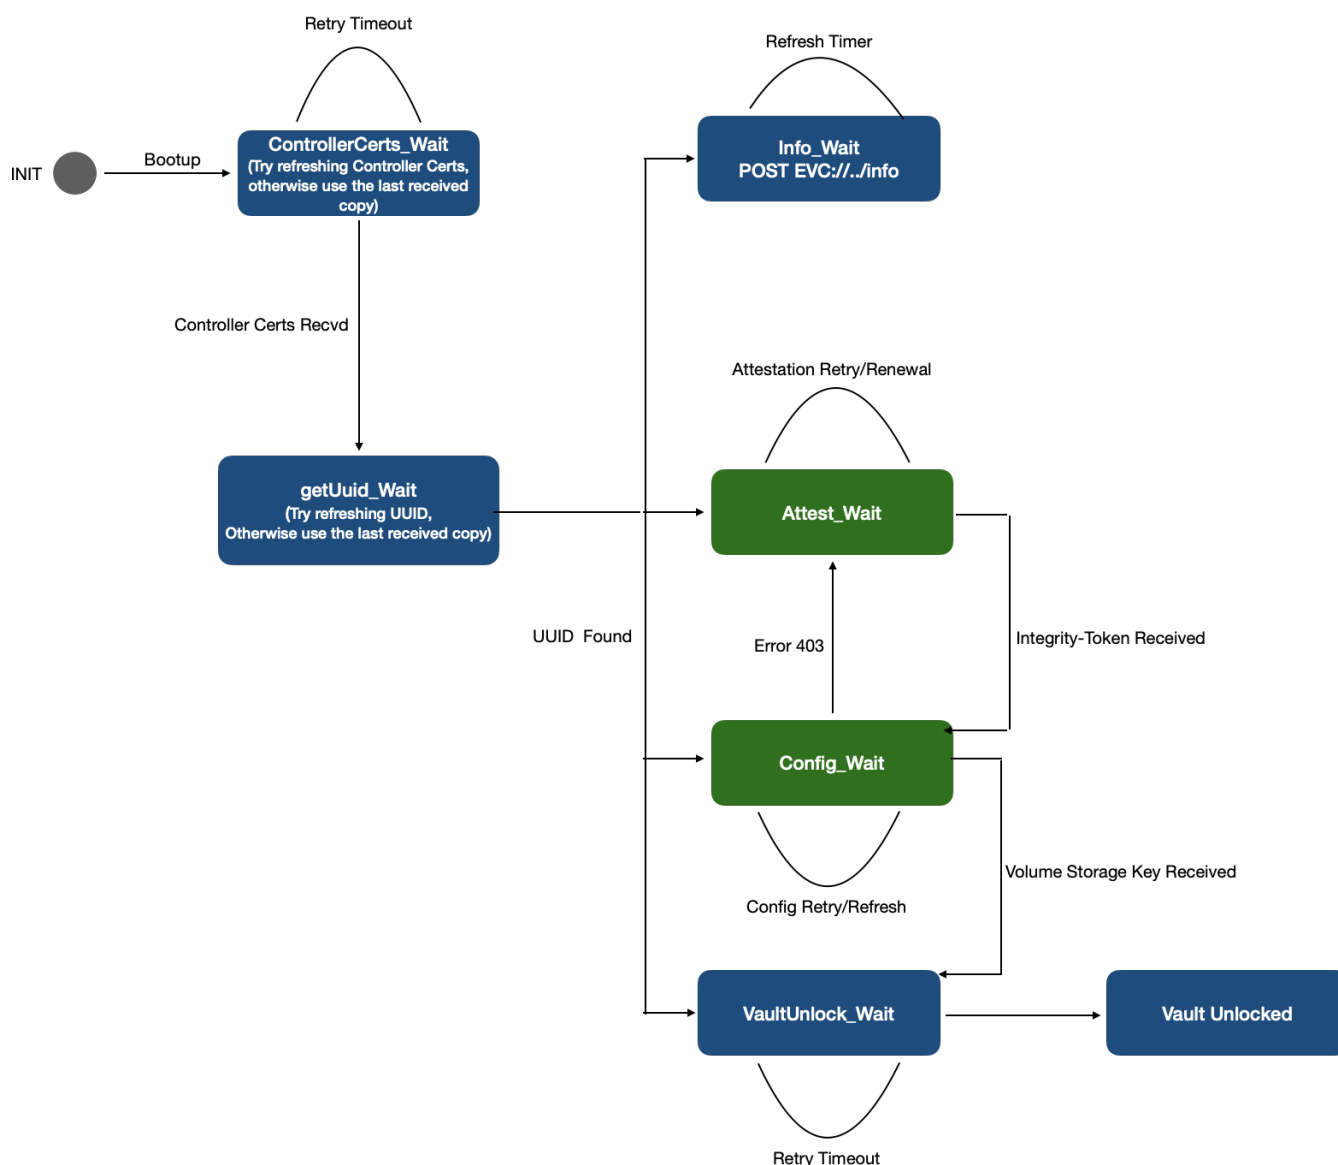 Retry Timeout
Refresh Timer
INIT
Bootup
ControllerCerts_Wait
(Try refreshing Controller Certs,
otherwise use the last received
copy)
Info_Wait
POST EVC://../info
Controller Certs Recvd
Attestation Retry/Renewal
getUuid_Wait
(Try refreshing UUID,
Otherwise use the last received copy)
Attest_Wait
UUID  Found
Error 403
Integrity-Token Received
Config_Wait
Volume Storage Key Received
Config Retry/Refresh
VaultUnlock_Wait
Vault Unlocked
Retry Timeout